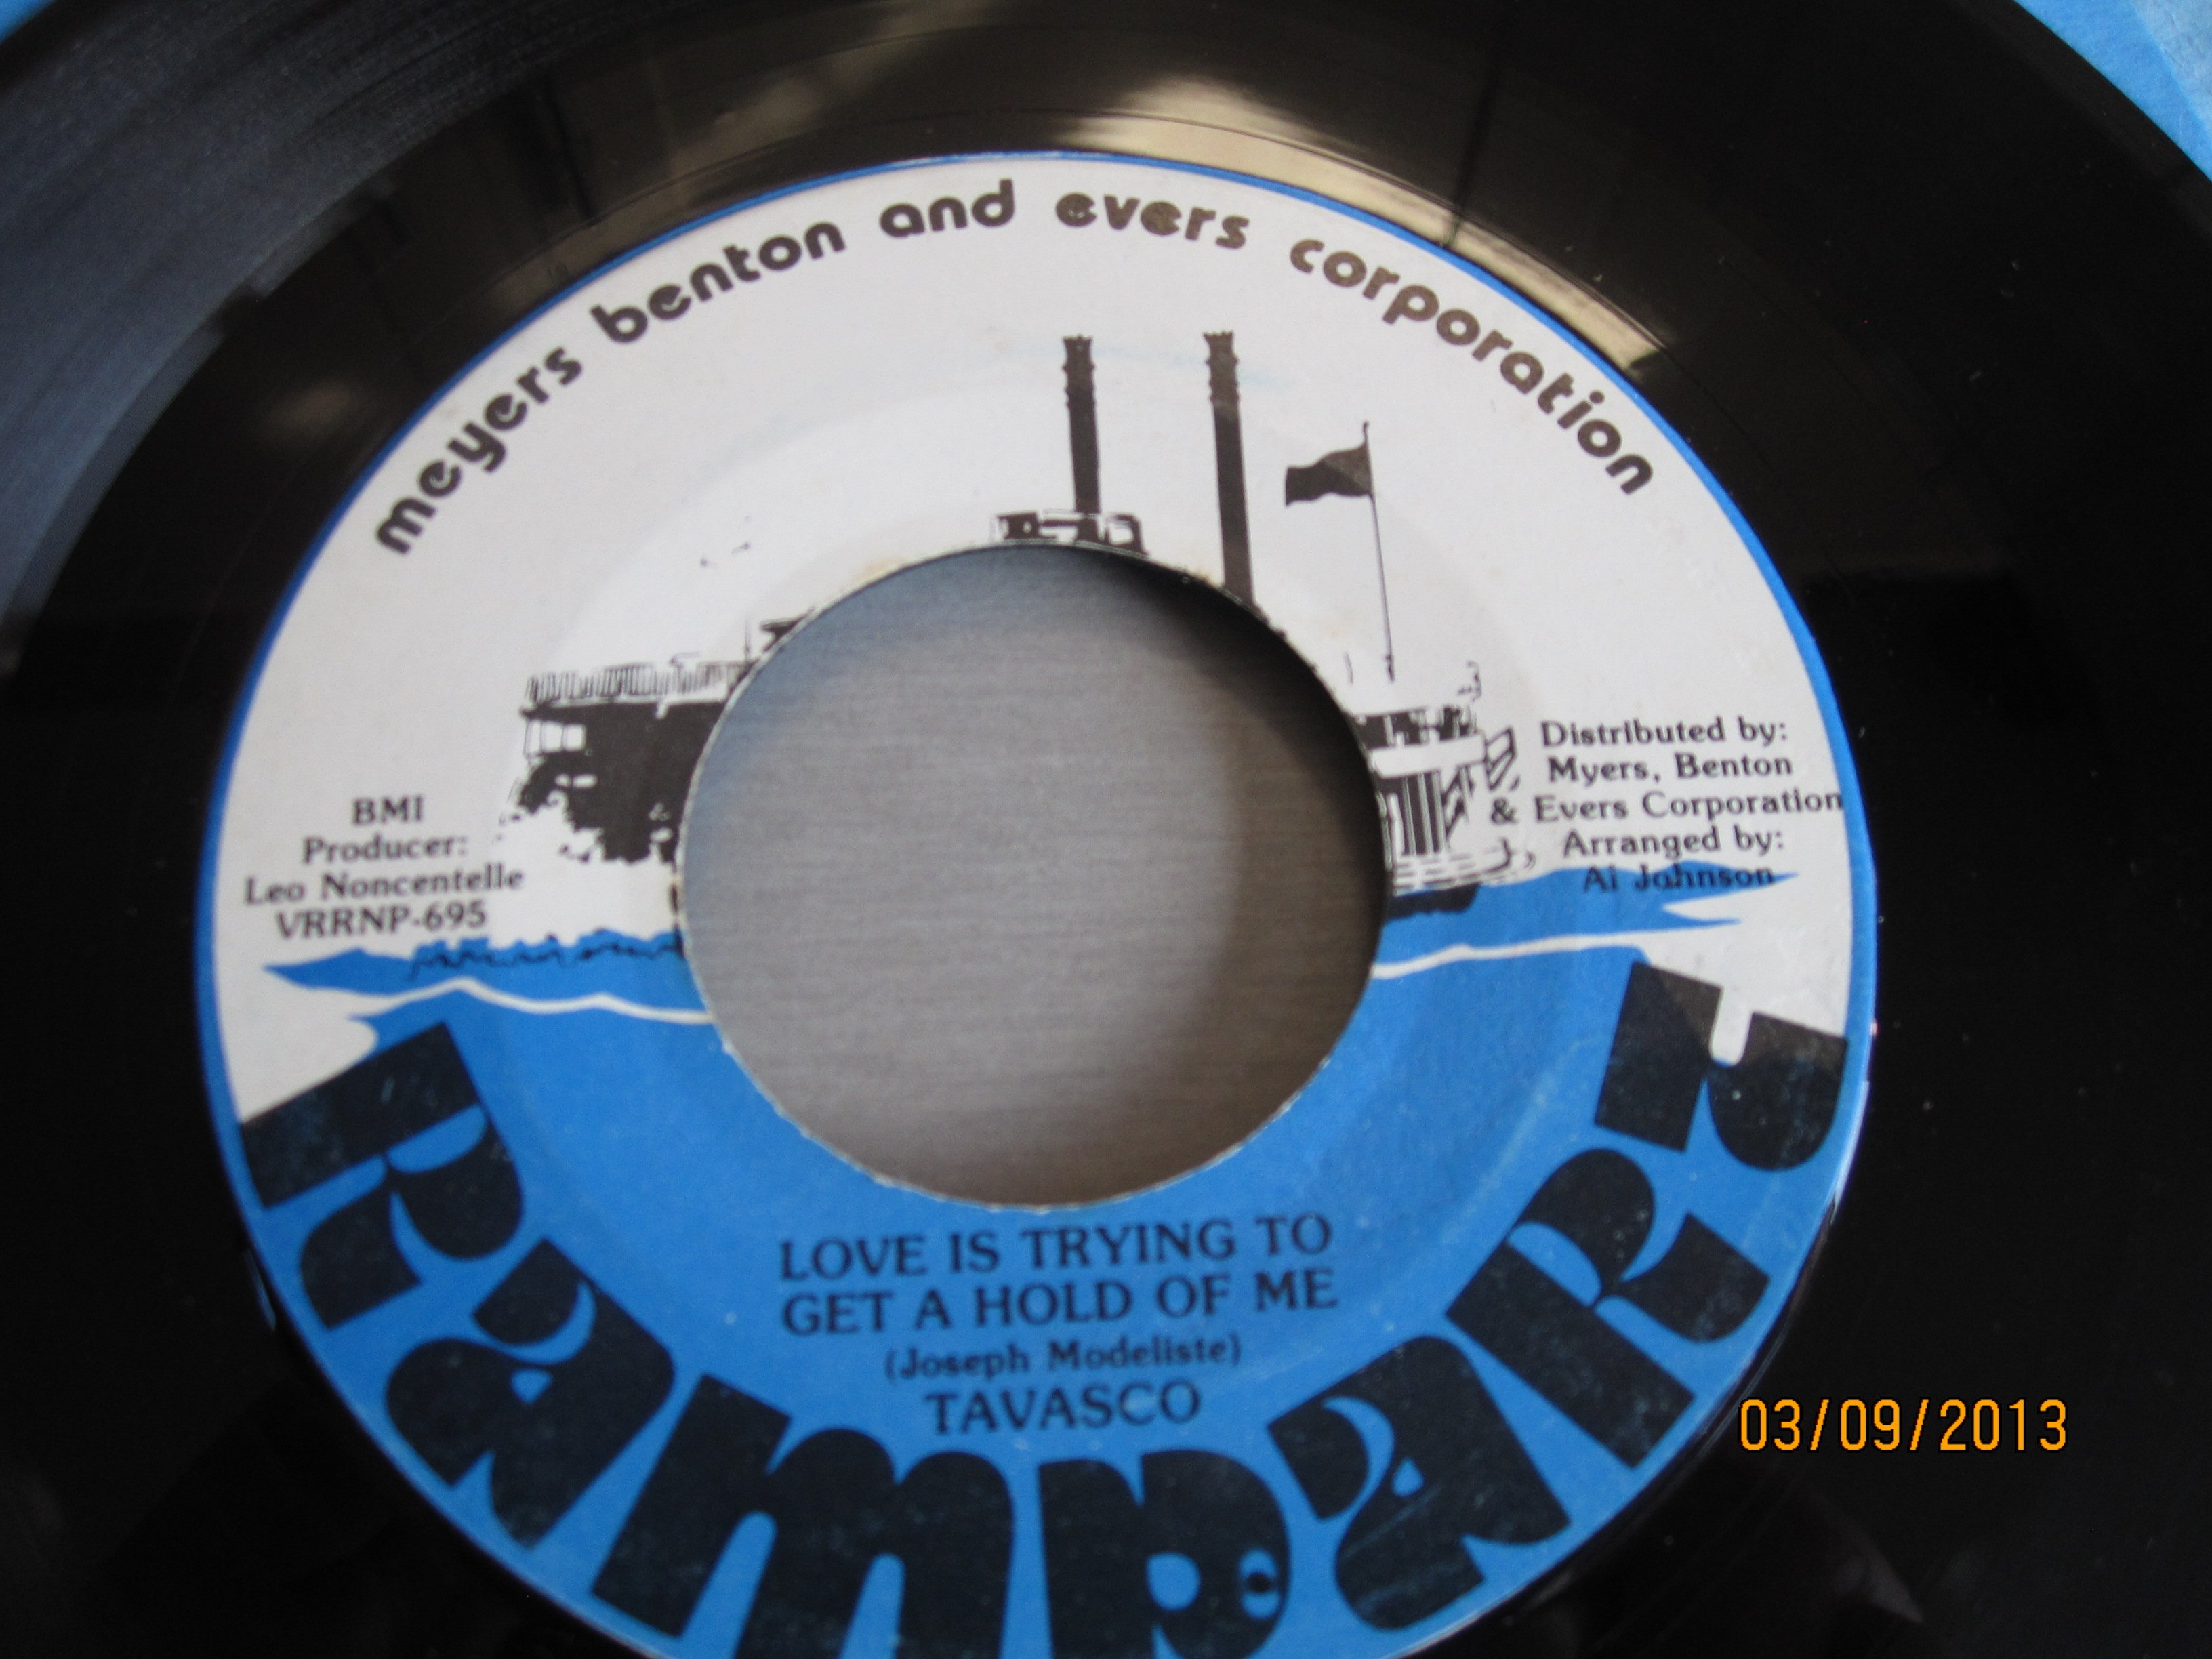 meyers benton and evers corporation
BMI
Producer:
Leo Noncentelle
VRRNP-695
Distributed by:
Myers, Benton
& Evers Corporation
Arranged by:
Al Johnson
LOVE IS TRYING TO
GET A HOLD OF ME
(Joseph Modeliste)
TAVASCO
RAMPART
03/09/2013